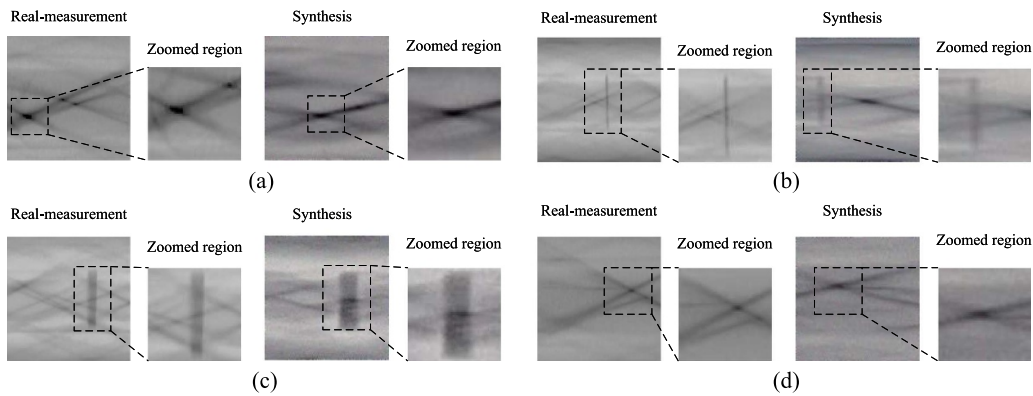 Real-measurement
Synthesis
Zoomed region
Zoomed region
(a)
Real-measurement
Synthesis
Zoomed region
Zoomed region
(b)
Real-measurement
Synthesis
Zoomed region
Zoomed region
(c)
Real-measurement
Synthesis
Zoomed region
Zoomed region
(d)